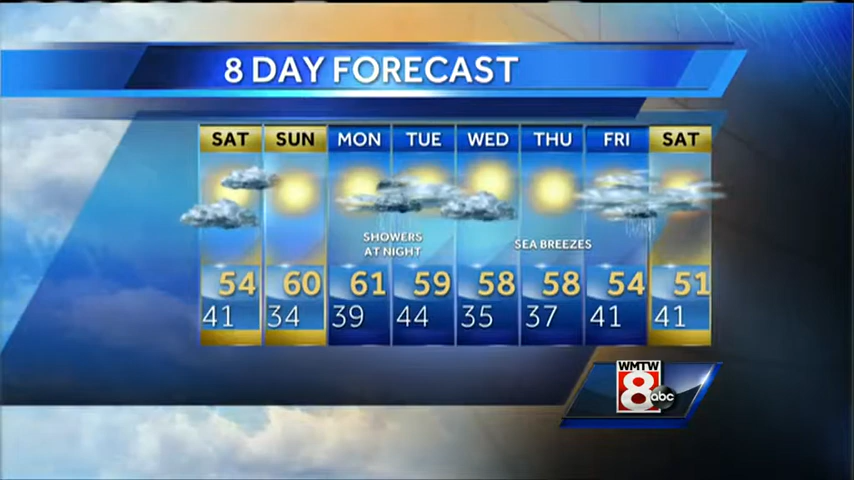 8 DAY FORECAST
SAT SUN MON TUE WED THU FRI SAT
SHOWERS
AT NIGHT
SEA BREEZES
54 60 61 59 58 58 54 51
41 34 39 44 35 37 41 41
WMTW
8 abc